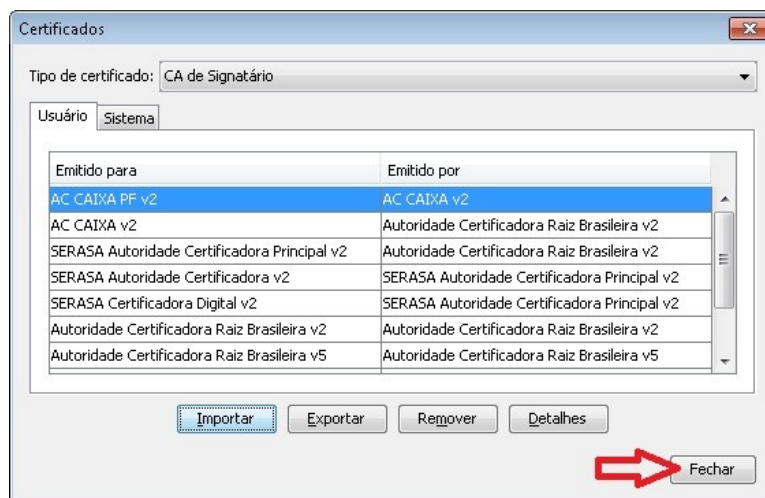 Certificados
Tipo de certificado: CA de Signatário
Usuário Sistema
Emitido para Emitido por
AC CAIXA PF v2 AC CAIXA v2
AC CAIXA v2 Autoridade Certificadora Raiz Brasileira v2
SERASA Autoridade Certificadora Principal v2 Autoridade Certificadora Raiz Brasileira v2
SERASA Autoridade Certificadora v2 SERASA Autoridade Certificadora Principal v2
SERASA Certificadora Digital v2 SERASA Autoridade Certificadora Principal v2
Autoridade Certificadora Raiz Brasileira v2 Autoridade Certificadora Raiz Brasileira v2
Autoridade Certificadora Raiz Brasileira v5 Autoridade Certificadora Raiz Brasileira v5
Importar Exportar Remover Detalhes
Fechar